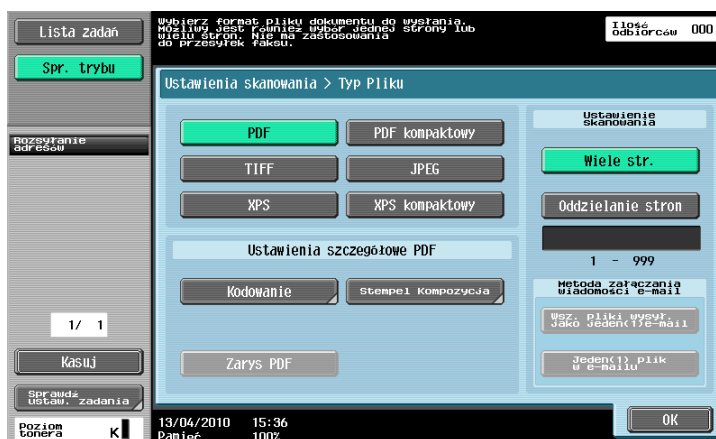 Lista zadań
Spr. trybu
Rozsyłanie
adresów
1/ 1
Kasuj
Sprawdź
ustaw. zadania
Poziom
tonera K
Wybierz format pliku dokumentu do wysłania.
Możliwy jest również wybór jednej strony lub
wielu stron. Nie ma zastosowania
do przesyłek faksu.
Ilość
odbiorców 000
Ustawienia skanowania > Typ Pliku
PDF
PDF kompaktowy
TIFF
JPEG
XPS
XPS kompaktowy
Ustawienia szczegółowe PDF
Kodowanie
Stempel Kompozycja
Zarys PDF
Ustawienie
skanowania
Wiele str.
Oddzielanie stron
1 - 999
Metoda załączania
wiadomości e-mail
Wsz. pliki wysył.
jako jeden(1)e-mail
Jeden(1) plik
w e-mailu
13/04/2010 15:36
Pamięć 100%
OK